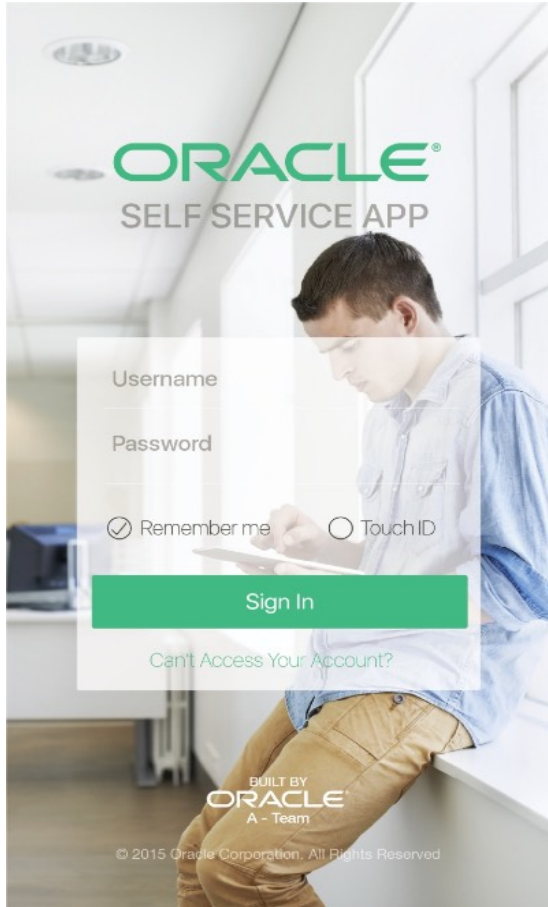 ORACLE®
SELF SERVICE APP
Username
Password
Remember me
Touch ID
Sign In
Can't Access Your Account?
BUILT BY
ORACLE®
A - Team
© 2015 Oracle Corporation. All Rights Reserved